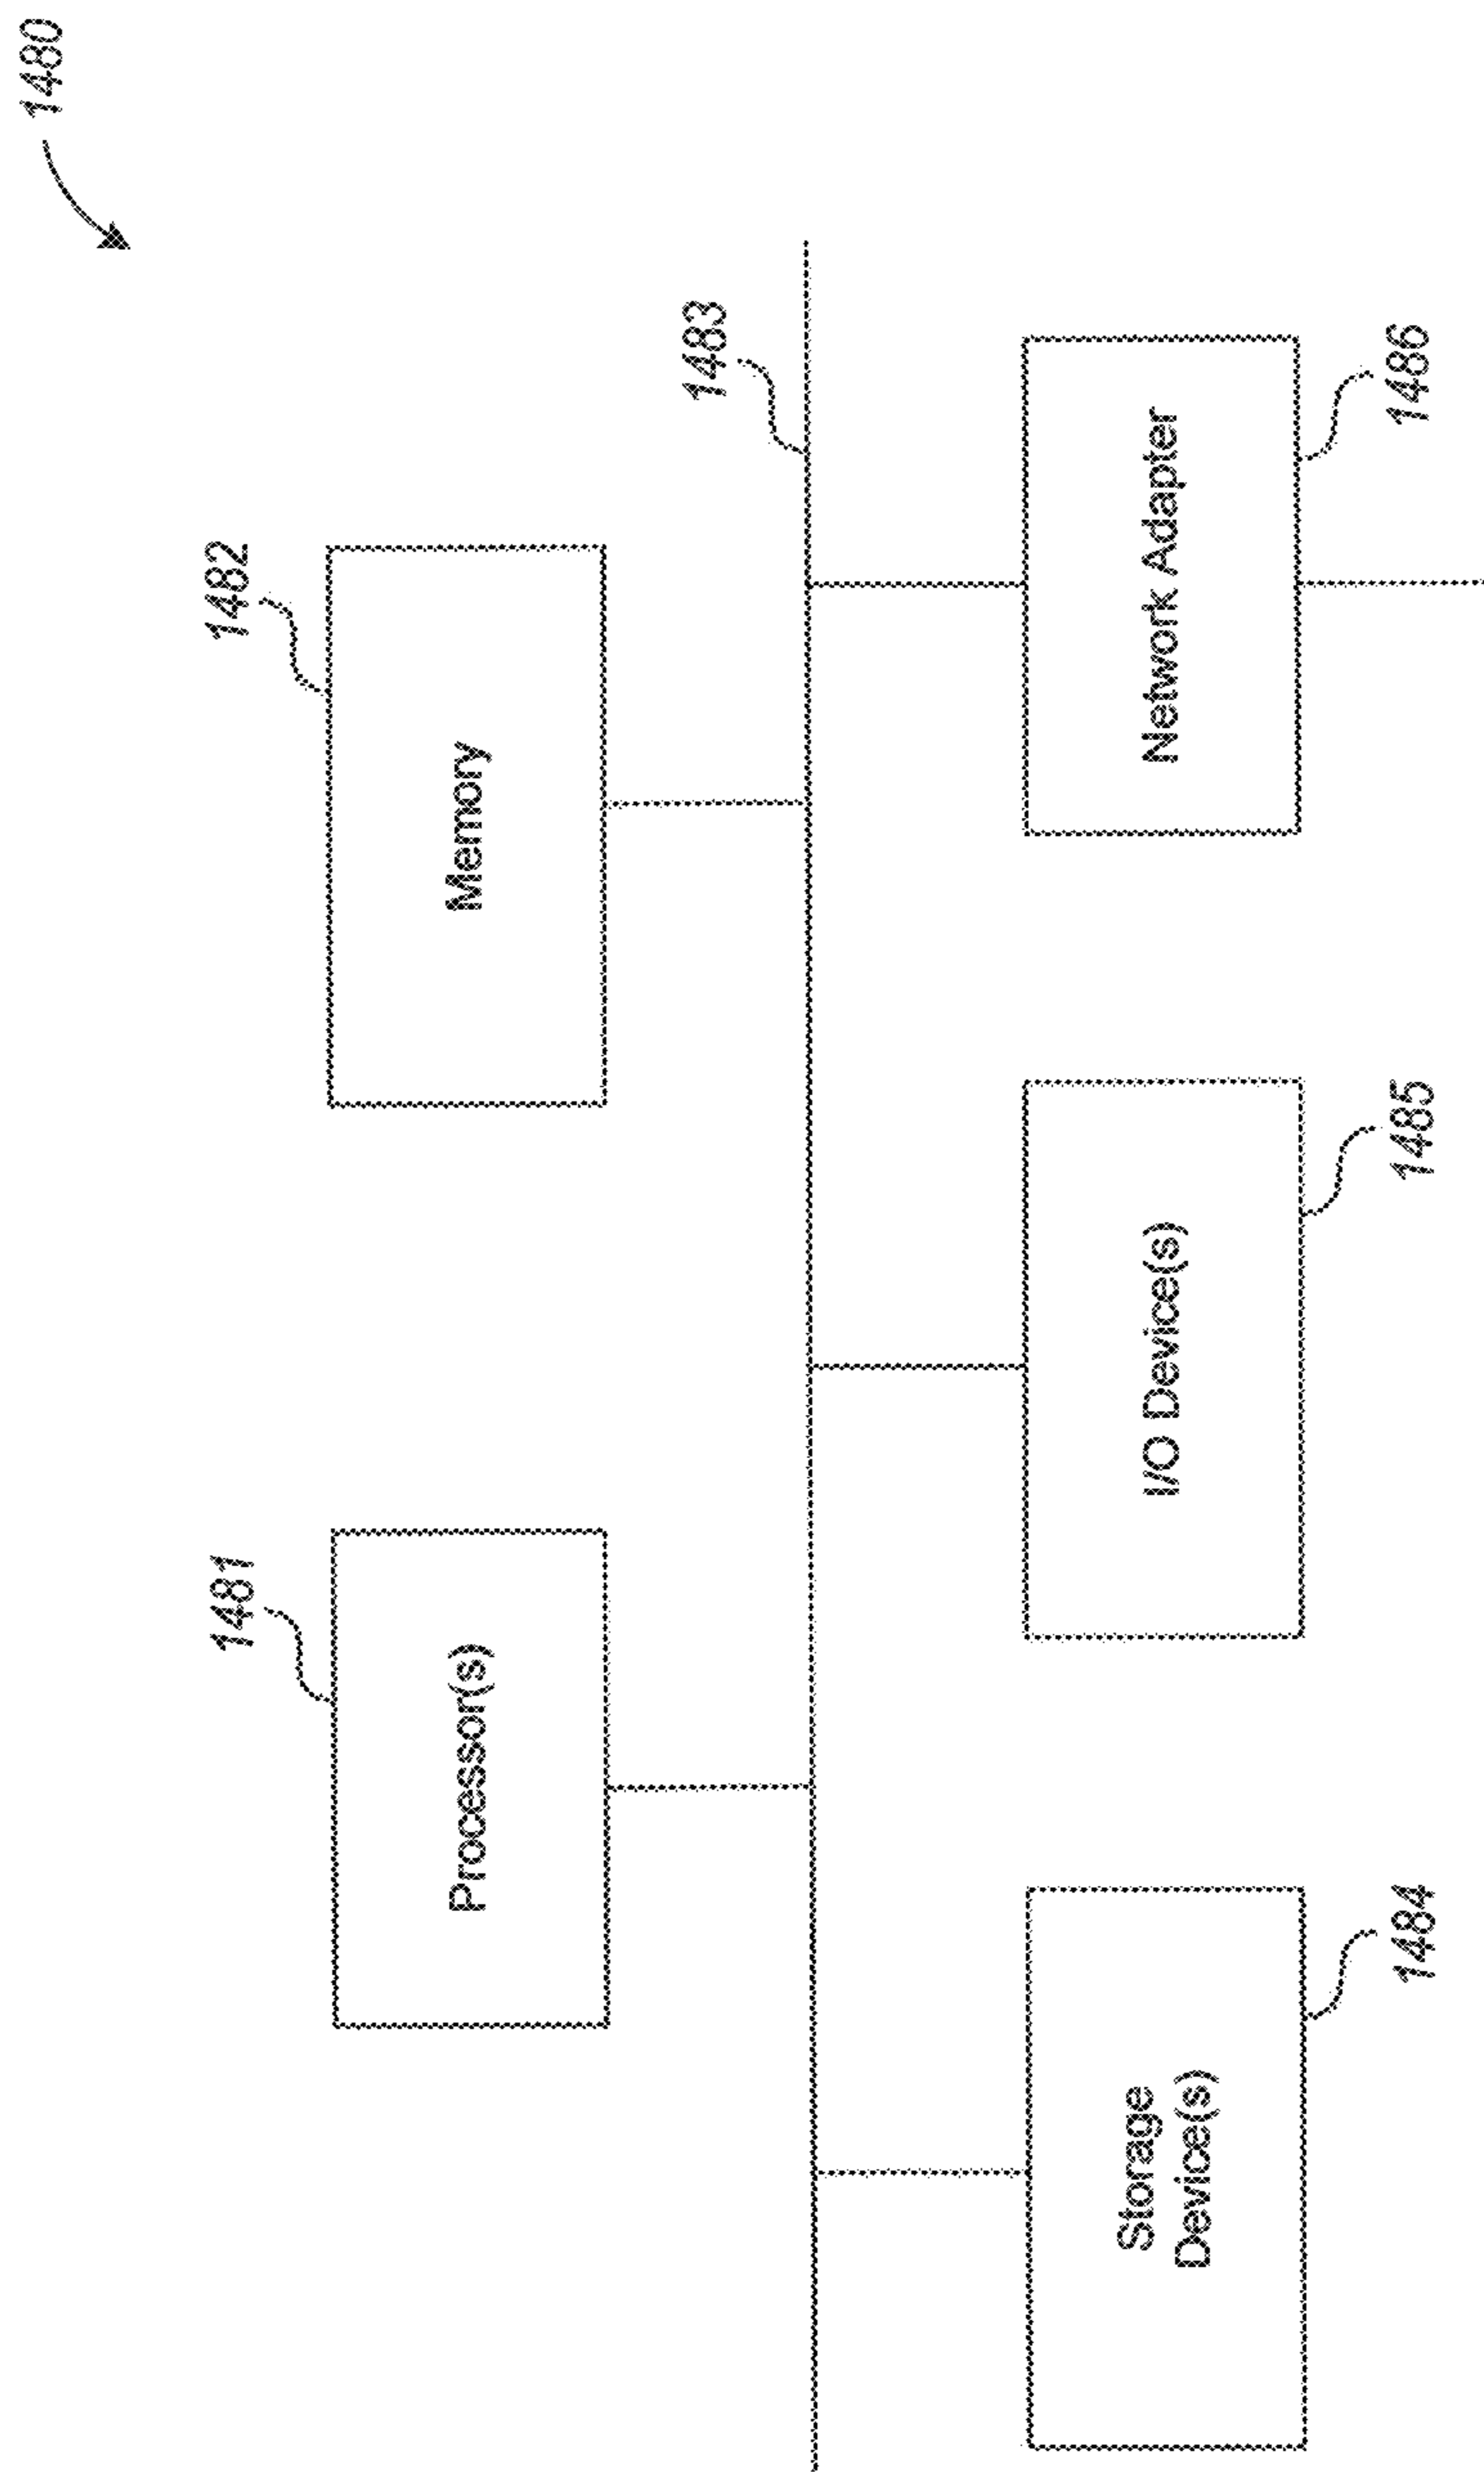 1480
1481
Processor(s)
1482
Memory
1483
Storage
Device(s)
1484
I/O Device(s)
1485
Network Adapter
1486